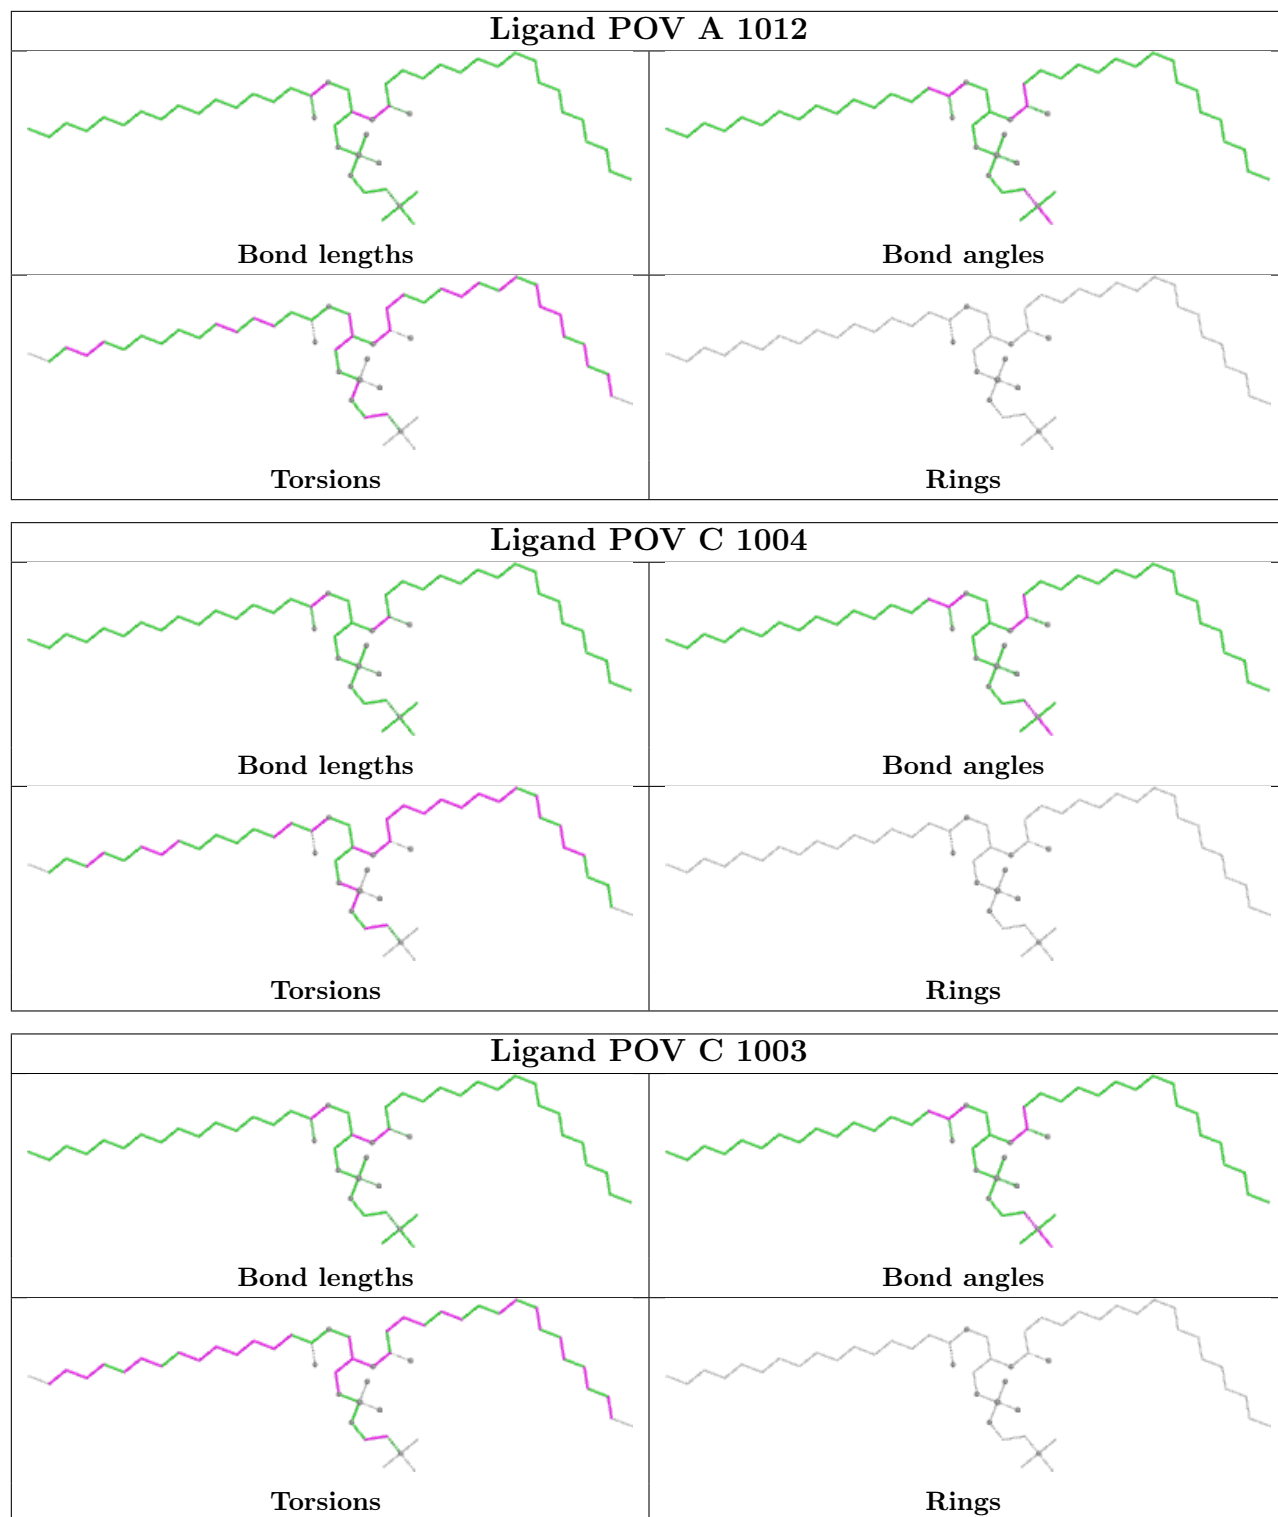 Ligand POV A 1012
Bond lengths
Bond angles
Torsions
Rings
Ligand POV C 1004
Bond lengths
Bond angles
Torsions
Rings
Ligand POV C 1003
Bond lengths
Bond angles
Torsions
Rings